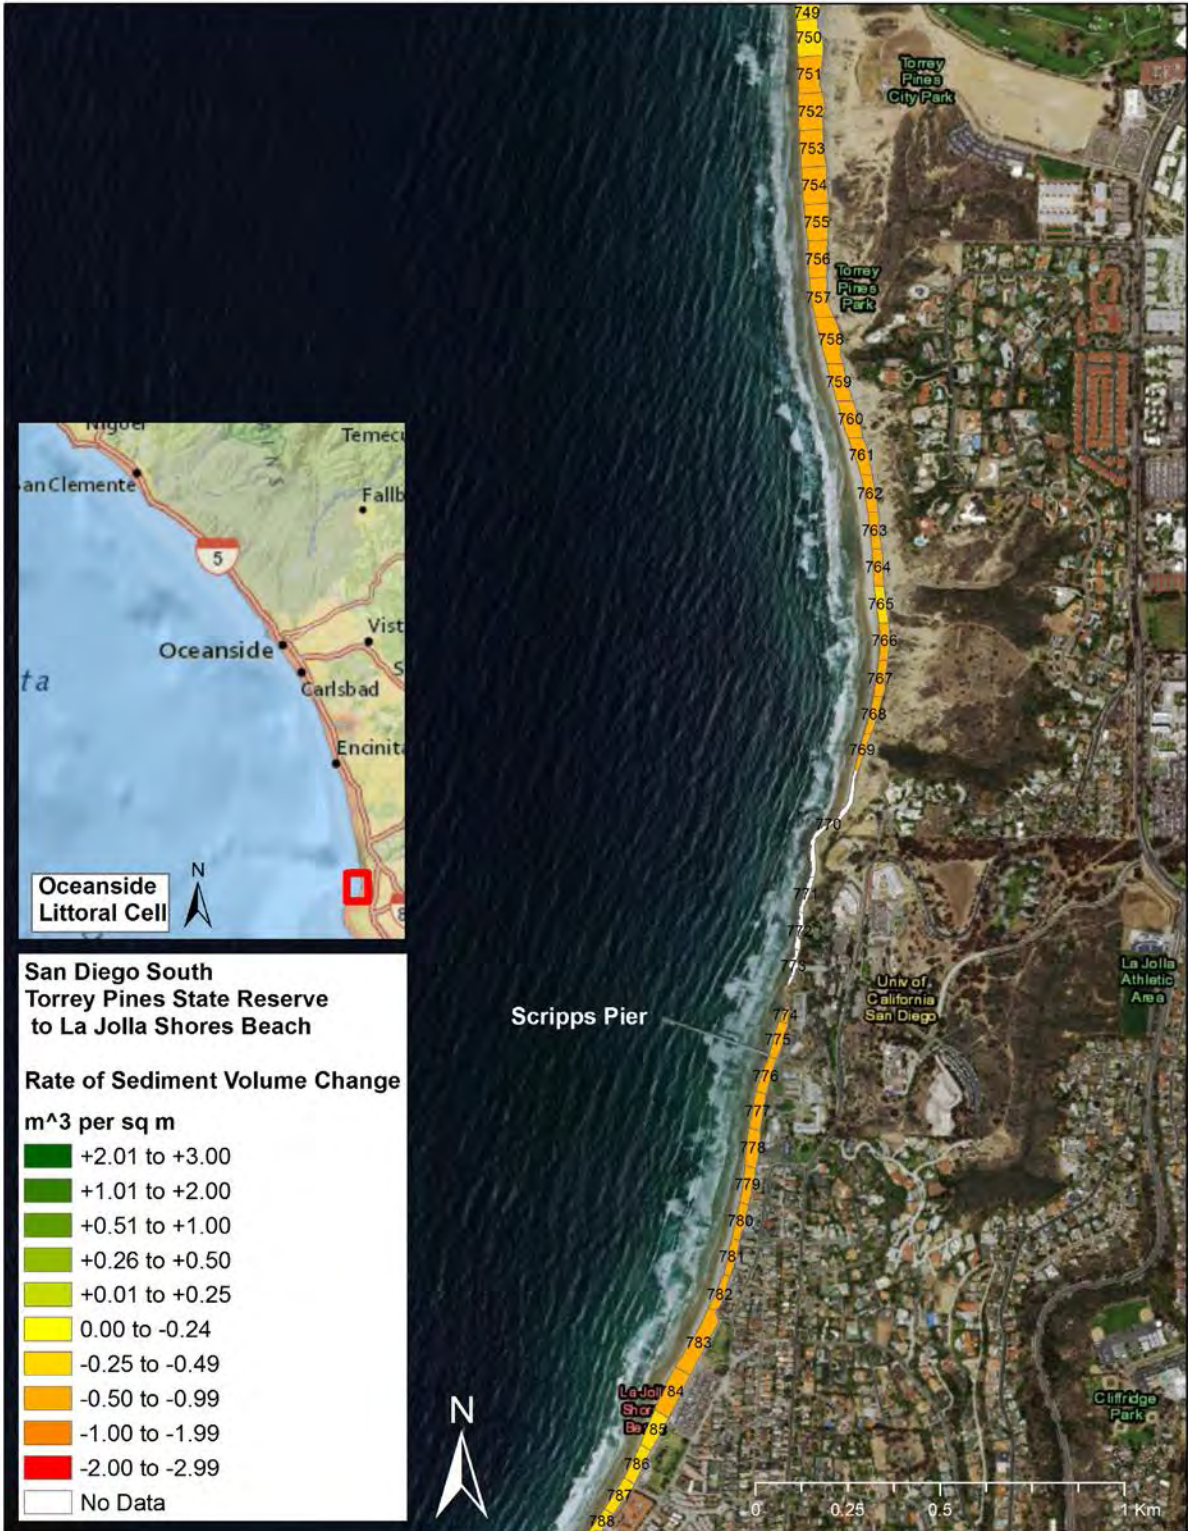 749
750
751
752
753
754
755
756
757
758
759
760
761
762
763
764
765
766
767
768
769
770
771
772
773
774
775
776
777
778
779
780
781
782
783
784
785
786
787
788
Torrey
Pines
City Park
Torrey
Pines
Park
Univ of
California
San Diego
La Jolla
Athletic
Area
Cliffridge
Park
Scripps Pier
La Joll
Shor
Be
N
0 0.25 0.5 1 Km
Temecu
an Clemente
Fallb
5
Vist
Oceanside
ta
Carlsbad
Encinita
8
N
Oceanside
Littoral Cell
San Diego South
Torrey Pines State Reserve
to La Jolla Shores Beach
Rate of Sediment Volume Change
m^3 per sq m
+2.01 to +3.00
+1.01 to +2.00
+0.51 to +1.00
+0.26 to +0.50
+0.01 to +0.25
0.00 to -0.24
-0.25 to -0.49
-0.50 to -0.99
-1.00 to -1.99
-2.00 to -2.99
No Data